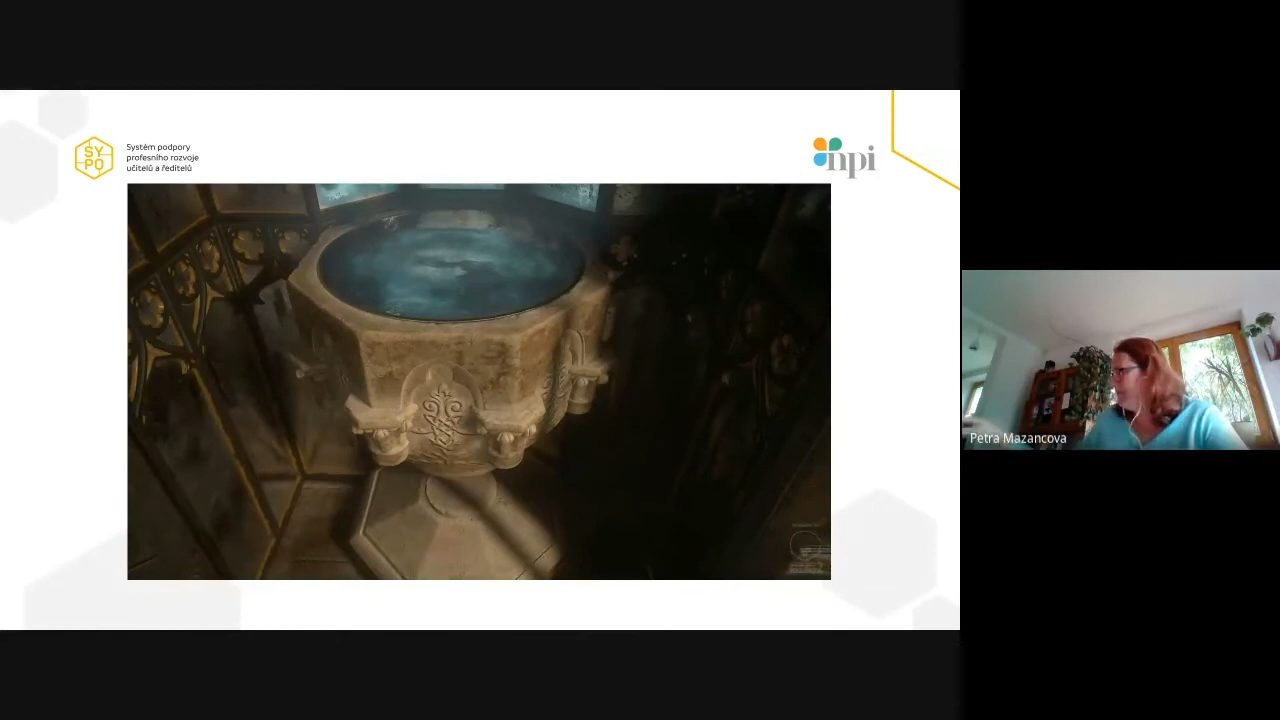 SY
PO
Systém podpory
profesního rozvoje
učitelů a ředitelů
npi
Petra Mazancova